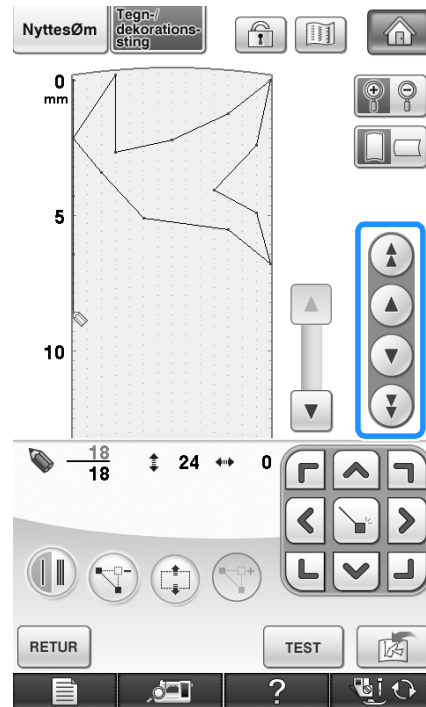 NyttesØm
Tegn-/
dekorations-
sting
0
mm
5
10
18
18
24
0
RETUR
TEST
?